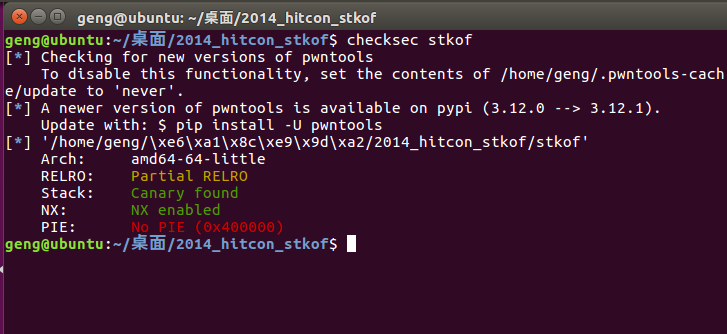 geng@ubuntu: ~/桌面/2014_hitcon_stkof
geng@ubuntu:~/桌面/2014_hitcon_stkof$ checksec stkof
[*] Checking for new versions of pwntools
    To disable this functionality, set the contents of /home/geng/.pwntools-cach
e/update to 'never'.
[*] A newer version of pwntools is available on pypi (3.12.0 --> 3.12.1).
    Update with: $ pip install -U pwntools
[*] '/home/geng/\xe6\xa1\x8c\xe9\x9d\xa2/2014_hitcon_stkof/stkof'
    Arch:     amd64-64-little
    RELRO:    Partial RELRO
    Stack:    Canary found
    NX:       NX enabled
    PIE:      No PIE (0x400000)
geng@ubuntu:~/桌面/2014_hitcon_stkof$